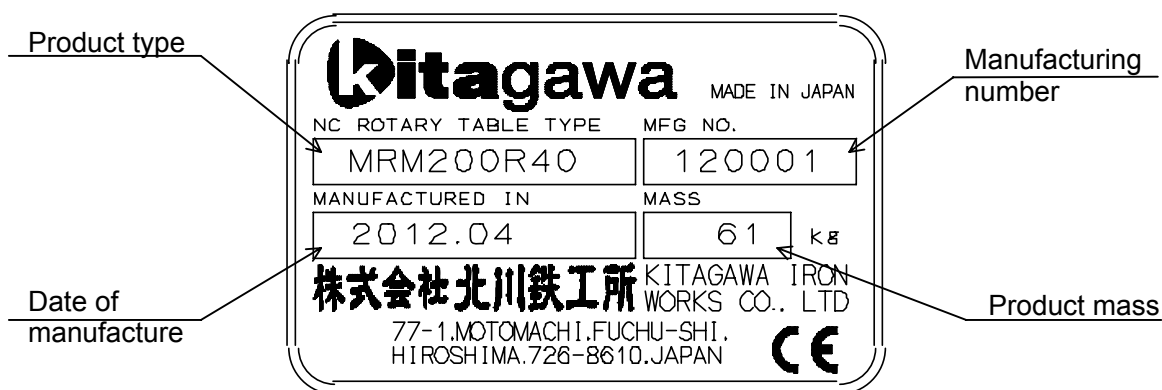 Product type
Manufacturing
number
Kitagawa MADE IN JAPAN
NC ROTARY TABLE TYPE MFG NO.
MRM200R40 120001
MANUFACTURED IN MASS
2012.04 61 kg
株式会社北川鉄工所 KITAGAWA IRON
WORKS CO., LTD
77-1.MOTOMACHI.FUCHU-SHI.
HIROSHIMA.726-8610.JAPAN CE
Date of
manufacture
Product mass